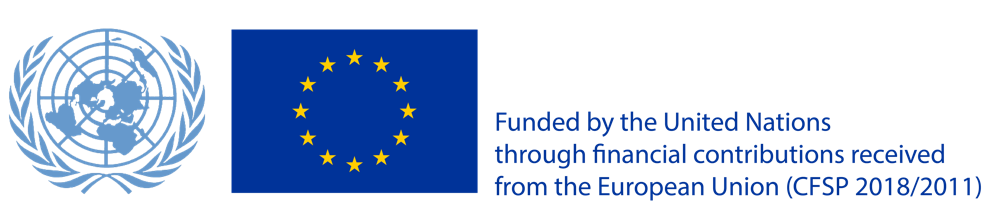 Funded by the United Nations
through financial contributions received
from the European Union (CFSP 2018/2011)